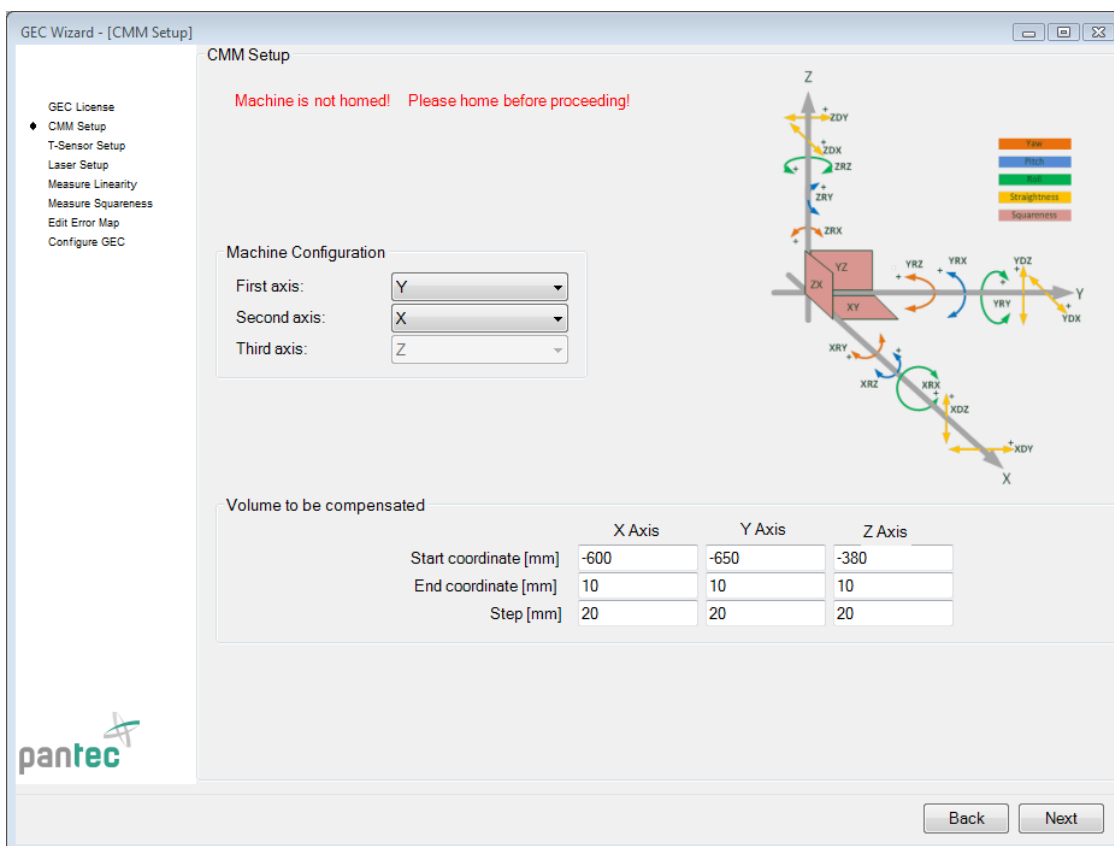 GEC Wizard - [CMM Setup]
CMM Setup
Machine is not homed! Please home before proceeding!
GEC License
CMM Setup
T-Sensor Setup
Laser Setup
Measure Linearity
Measure Squareness
Edit Error Map
Configure GEC
Machine Configuration
First axis: Y
Second axis: X
Third axis: Z
Z
+
ZDY
ZDX
+ ZRZ
+
ZRY
ZRX
+
Yaw
Pitch
Roll
Straightness
Squareness
YZ
ZX
XY
YRZ
+
YRX
+
YDZ
+
+
YRY
Y
+
YDX
XRY
+
+
XRZ
XRX
+
+
XDZ
+
XDY
X
Volume to be compensated
X Axis Y Axis Z Axis
Start coordinate [mm] -600 -650 -380
End coordinate [mm] 10 10 10
Step [mm] 20 20 20
pantec
Back Next